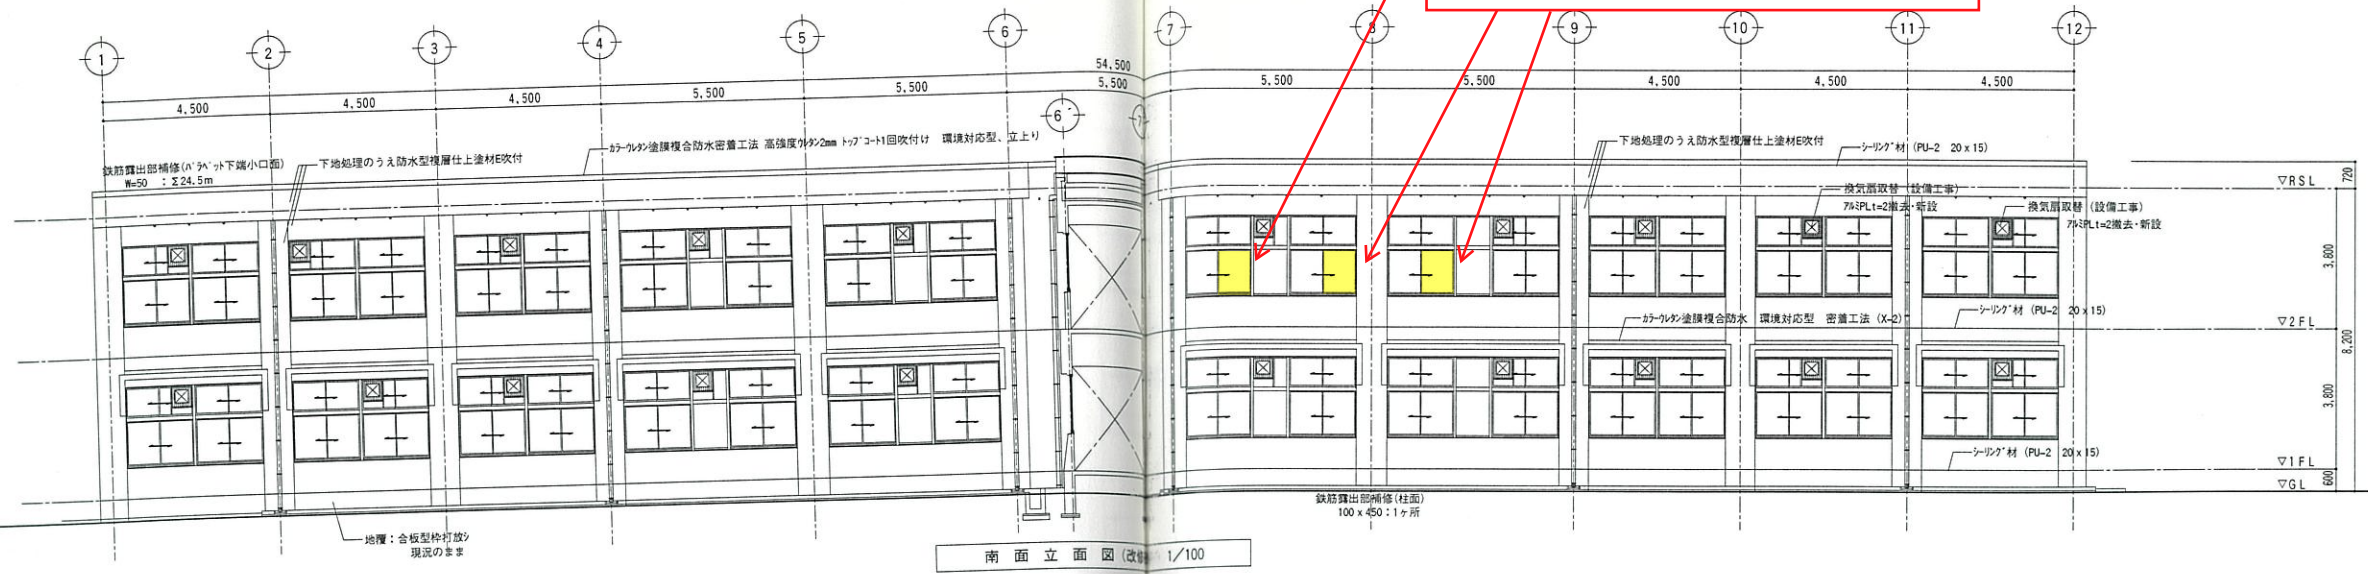 1
2
3
4
5
6
7
8
9
10
11
12
54,500
4,500
4,500
4,500
5,500
5,500
5,500
5,500
5,500
4,500
4,500
4,500
6'
鉄筋露出部補修(ﾊﾟﾗﾍﾟｯﾄ下端小口面)
W=50 : Σ24.5m
下地処理のうえ防水型複層仕上塗材E吹付
ｶﾗｰｳﾚﾀﾝ塗膜複合防水密着工法 高強度ｳﾚﾀﾝ2mm ﾄｯﾌﾟｺｰﾄ1回吹付け 環境対応型、立上り
下地処理のうえ防水型複層仕上塗材E吹付
ｼｰﾘﾝｸﾞ材 (PU-2 20x15)
換気扇取替 (設備工事)
ｱﾙﾐPLt=2撤去・新設
換気扇取替 (設備工事)
ｱﾙﾐPLt=2撤去・新設
▽RSL
720
3,800
ｼｰﾘﾝｸﾞ材 (PU-2 20x15)
ｶﾗｰｳﾚﾀﾝ塗膜複合防水 環境対応型 密着工法 (X-2)
▽2FL
8,200
3,800
ｼｰﾘﾝｸﾞ材 (PU-2 20x15)
▽1FL
600
▽GL
鉄筋露出部補修(柱面)
100x450:1ヶ所
地覆：合板型枠打放ｼ
現況のまま
南面立面図(改修) 1/100